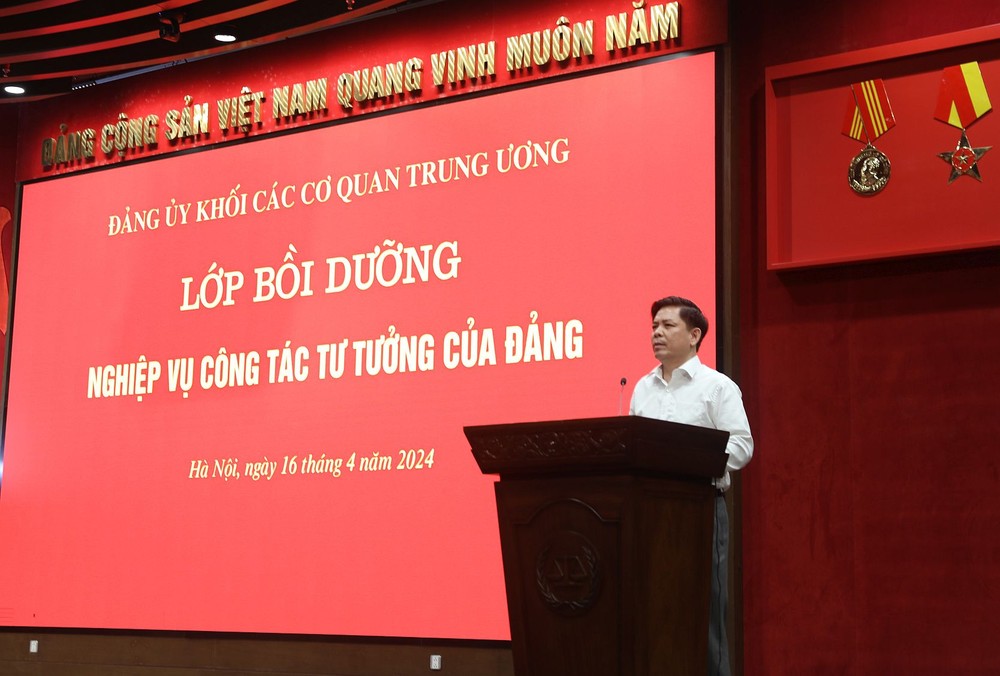 ĐẢNG CỘNG SẢN VIỆT NAM QUANG VINH MUÔN NĂM
ĐẢNG ỦY KHỐI CÁC CƠ QUAN TRUNG ƯƠNG
LỚP BỒI DƯỠNG
NGHIỆP VỤ CÔNG TÁC TƯ TƯỞNG CỦA ĐẢNG
Hà Nội, ngày 16 tháng 4 năm 2024